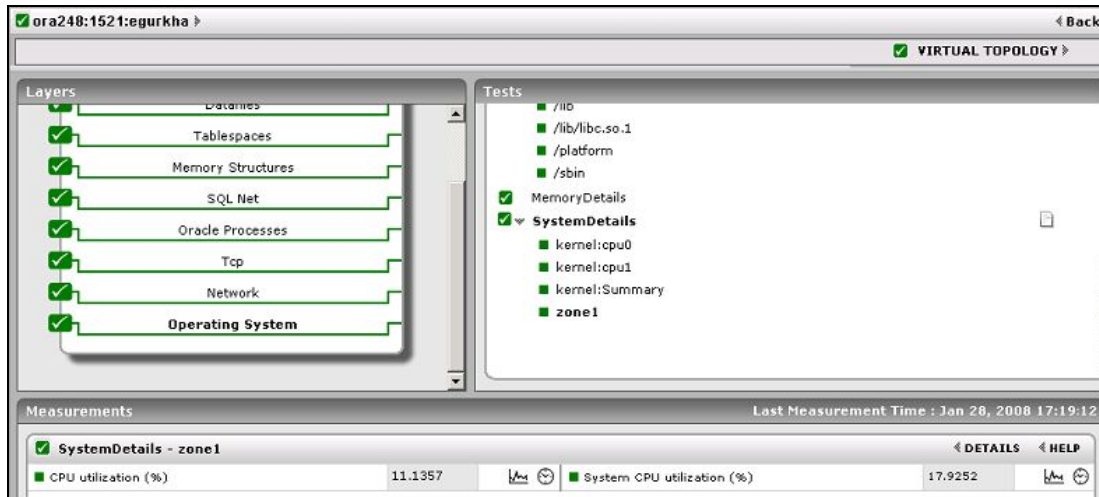 ora248:1521:egurkha
Back
VIRTUAL TOPOLOGY
Layers
Datafiles
Tablespaces
Memory Structures
SQL Net
Oracle Processes
Tcp
Network
Operating System
Tests
/lib
/lib/libc.so.1
/platform
/sbin
MemoryDetails
SystemDetails
kernel:cpu0
kernel:cpu1
kernel:Summary
zone1
Measurements
Last Measurement Time : Jan 28, 2008 17:19:12
SystemDetails - zone1
DETAILS
HELP
CPU utilization (%) 11.1357
System CPU utilization (%) 17.9252